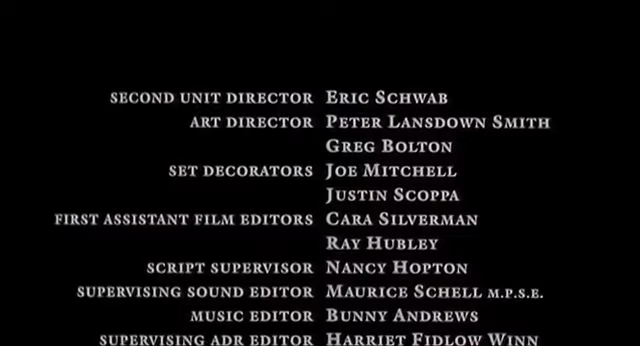 SECOND UNIT DIRECTOR ERIC SCHWAB
ART DIRECTOR PETER LANSDOWN SMITH
GREG BOLTON
SET DECORATORS JOE MITCHELL
JUSTIN SCOPPA
FIRST ASSISTANT FILM EDITORS CARA SILVERMAN
RAY HUBLEY
SCRIPT SUPERVISOR NANCY HOPTON
SUPERVISING SOUND EDITOR MAURICE SCHELL M.P.S.E.
MUSIC EDITOR BUNNY ANDREWS
SUPERVISING ADR EDITOR HARRIET FIDLOW WINN